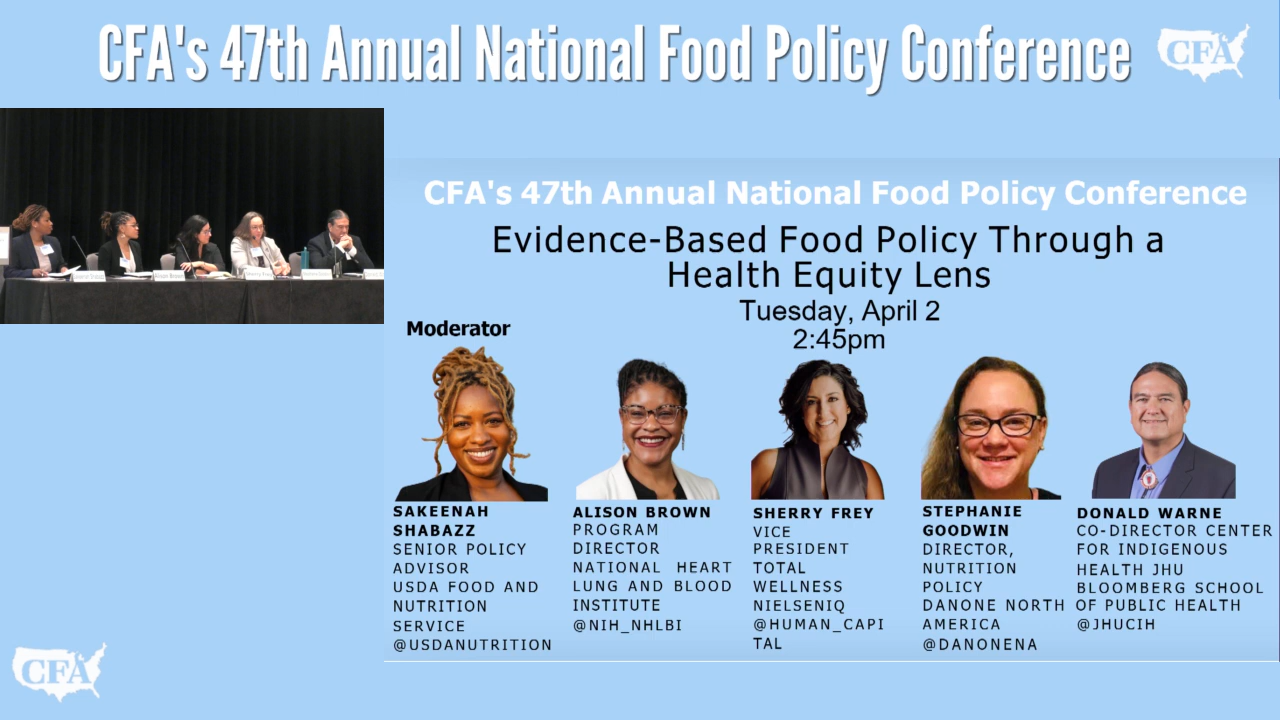 CFA's 47th Annual National Food Policy Conference
CFA
CFA's 47th Annual National Food Policy Conference
Evidence-Based Food Policy Through a
Health Equity Lens
Tuesday, April 2
2:45pm
Moderator
SAKEENAH
SHABAZZ
SENIOR POLICY
ADVISOR
USDA FOOD AND
NUTRITION
SERVICE
@USDANUTRITION
ALISON BROWN
PROGRAM
DIRECTOR
NATIONAL HEART
LUNG AND BLOOD
INSTITUTE
@NIH_NHLBI
SHERRY FREY
VICE
PRESIDENT
TOTAL
WELLNESS
NIELSENIQ
@HUMAN_CAPI
TAL
STEPHANIE
GOODWIN
DIRECTOR,
NUTRITION
POLICY
DANONE NORTH
AMERICA
@DANONENA
DONALD WARNE
CO-DIRECTOR CENTER
FOR INDIGENOUS
HEALTH JHU
BLOOMBERG SCHOOL
OF PUBLIC HEALTH
@JHUCIH
CFA